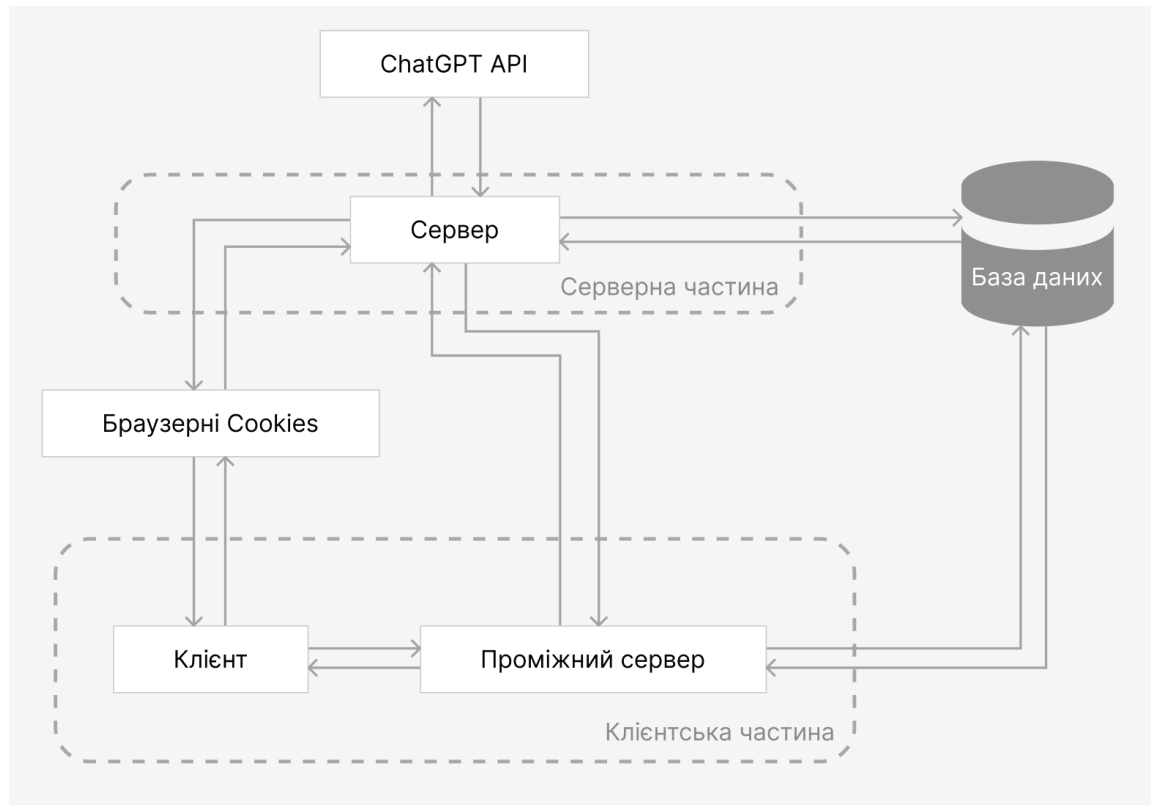 ChatGPT API
Сервер
Серверна частина
База даних
Браузерні Cookies
Клієнт
Проміжний сервер
Клієнтська частина